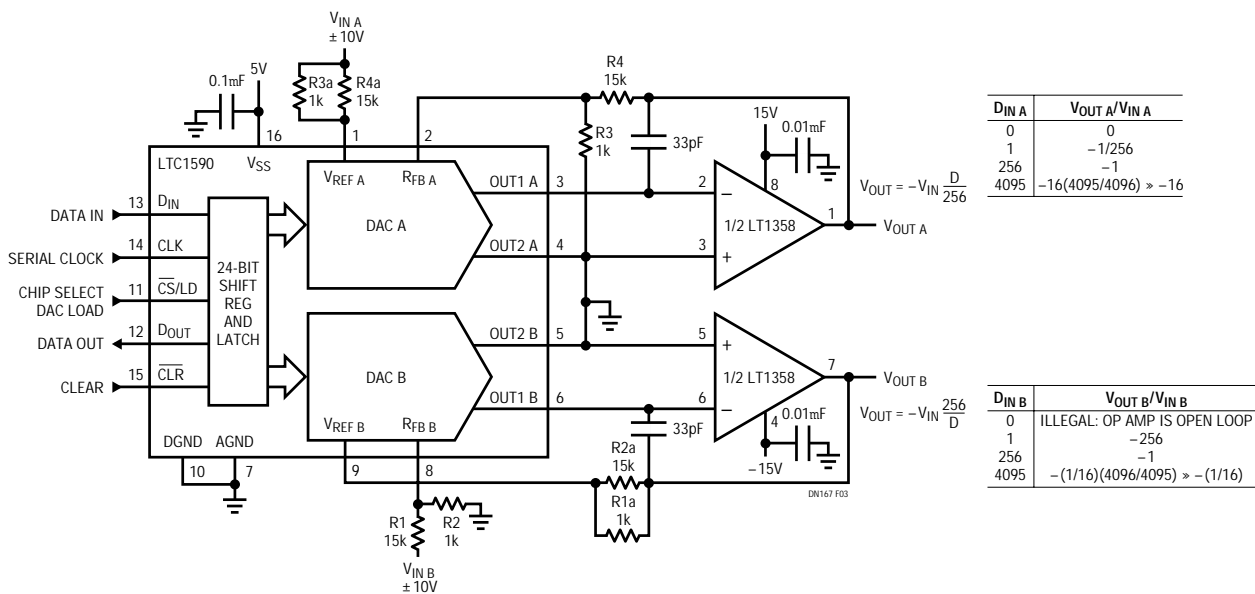 V_IN A
± 10V
5V
0.1mF
R3a
1k
R4a
15k
R4
15k
R3
1k
33pF
15V
0.01mF
16
1
2
LTC1590
V_SS
V_REF A
R_FB A
OUT1 A
3
2
−
8
V_OUT = −V_IN D/256
DAC A
1/2 LT1358
1
V_OUT A
OUT2 A
4
3
+
DATA IN
13
D_IN
SERIAL CLOCK
14
CLK
CHIP SELECT
DAC LOAD
11
CS/LD
DATA OUT
12
D_OUT
CLEAR
15
CLR
24-BIT
SHIFT
REG
AND
LATCH
OUT2 B
5
5
+
DAC B
1/2 LT1358
7
V_OUT B
OUT1 B
6
6
−
4
0.01mF
V_OUT = −V_IN 256/D
33pF
−15V
V_REF B
R_FB B
DGND
AGND
10
7
9
8
R2a
15k
R1a
1k
R1
15k
R2
1k
V_IN B
± 10V
DN167 F03
D_IN A V_OUT A/V_IN A
0 0
1 −1/256
256 −1
4095 −16(4095/4096) » −16
D_IN B V_OUT B/V_IN B
0 ILLEGAL: OP AMP IS OPEN LOOP
1 −256
256 −1
4095 −(1/16)(4096/4095) » −(1/16)